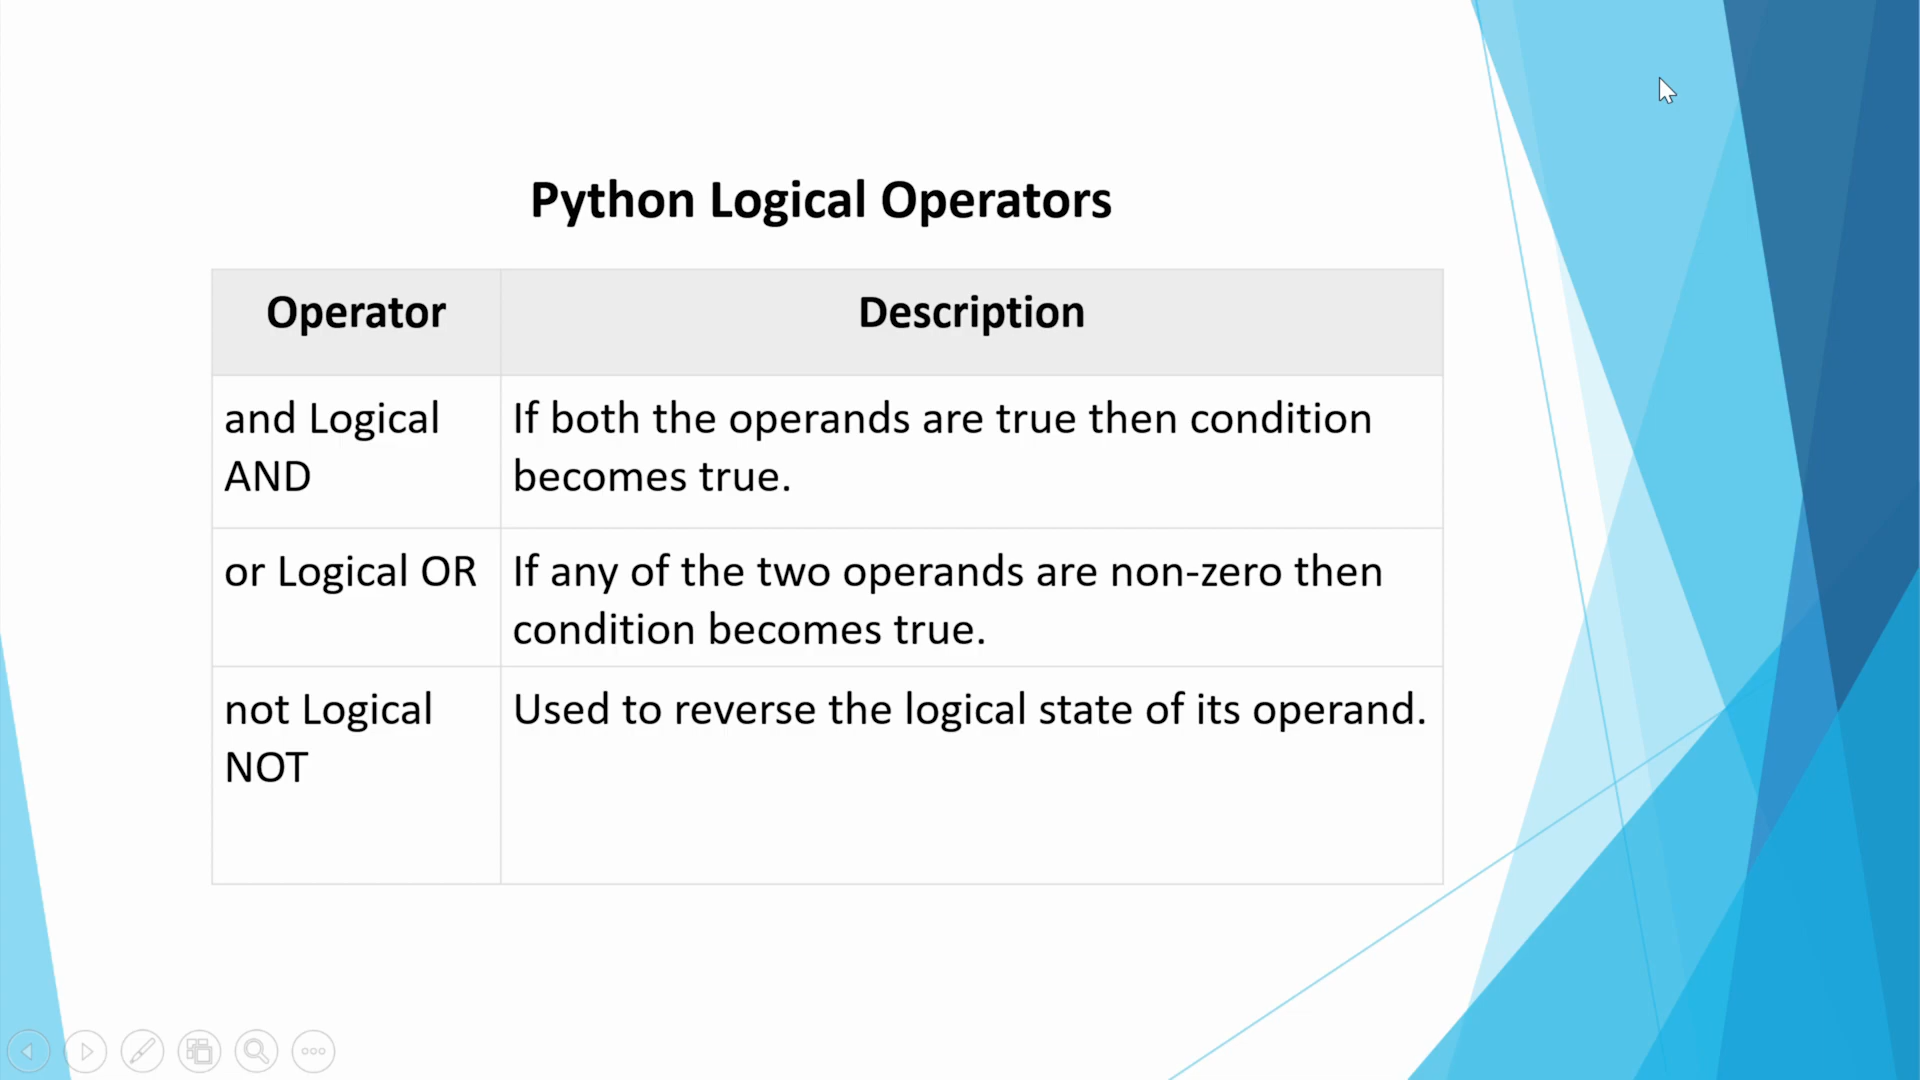 Python Logical Operators
Operator
Description
and Logical
AND
If both the operands are true then condition
becomes true.
or Logical OR
If any of the two operands are non-zero then
condition becomes true.
not Logical
NOT
Used to reverse the logical state of its operand.